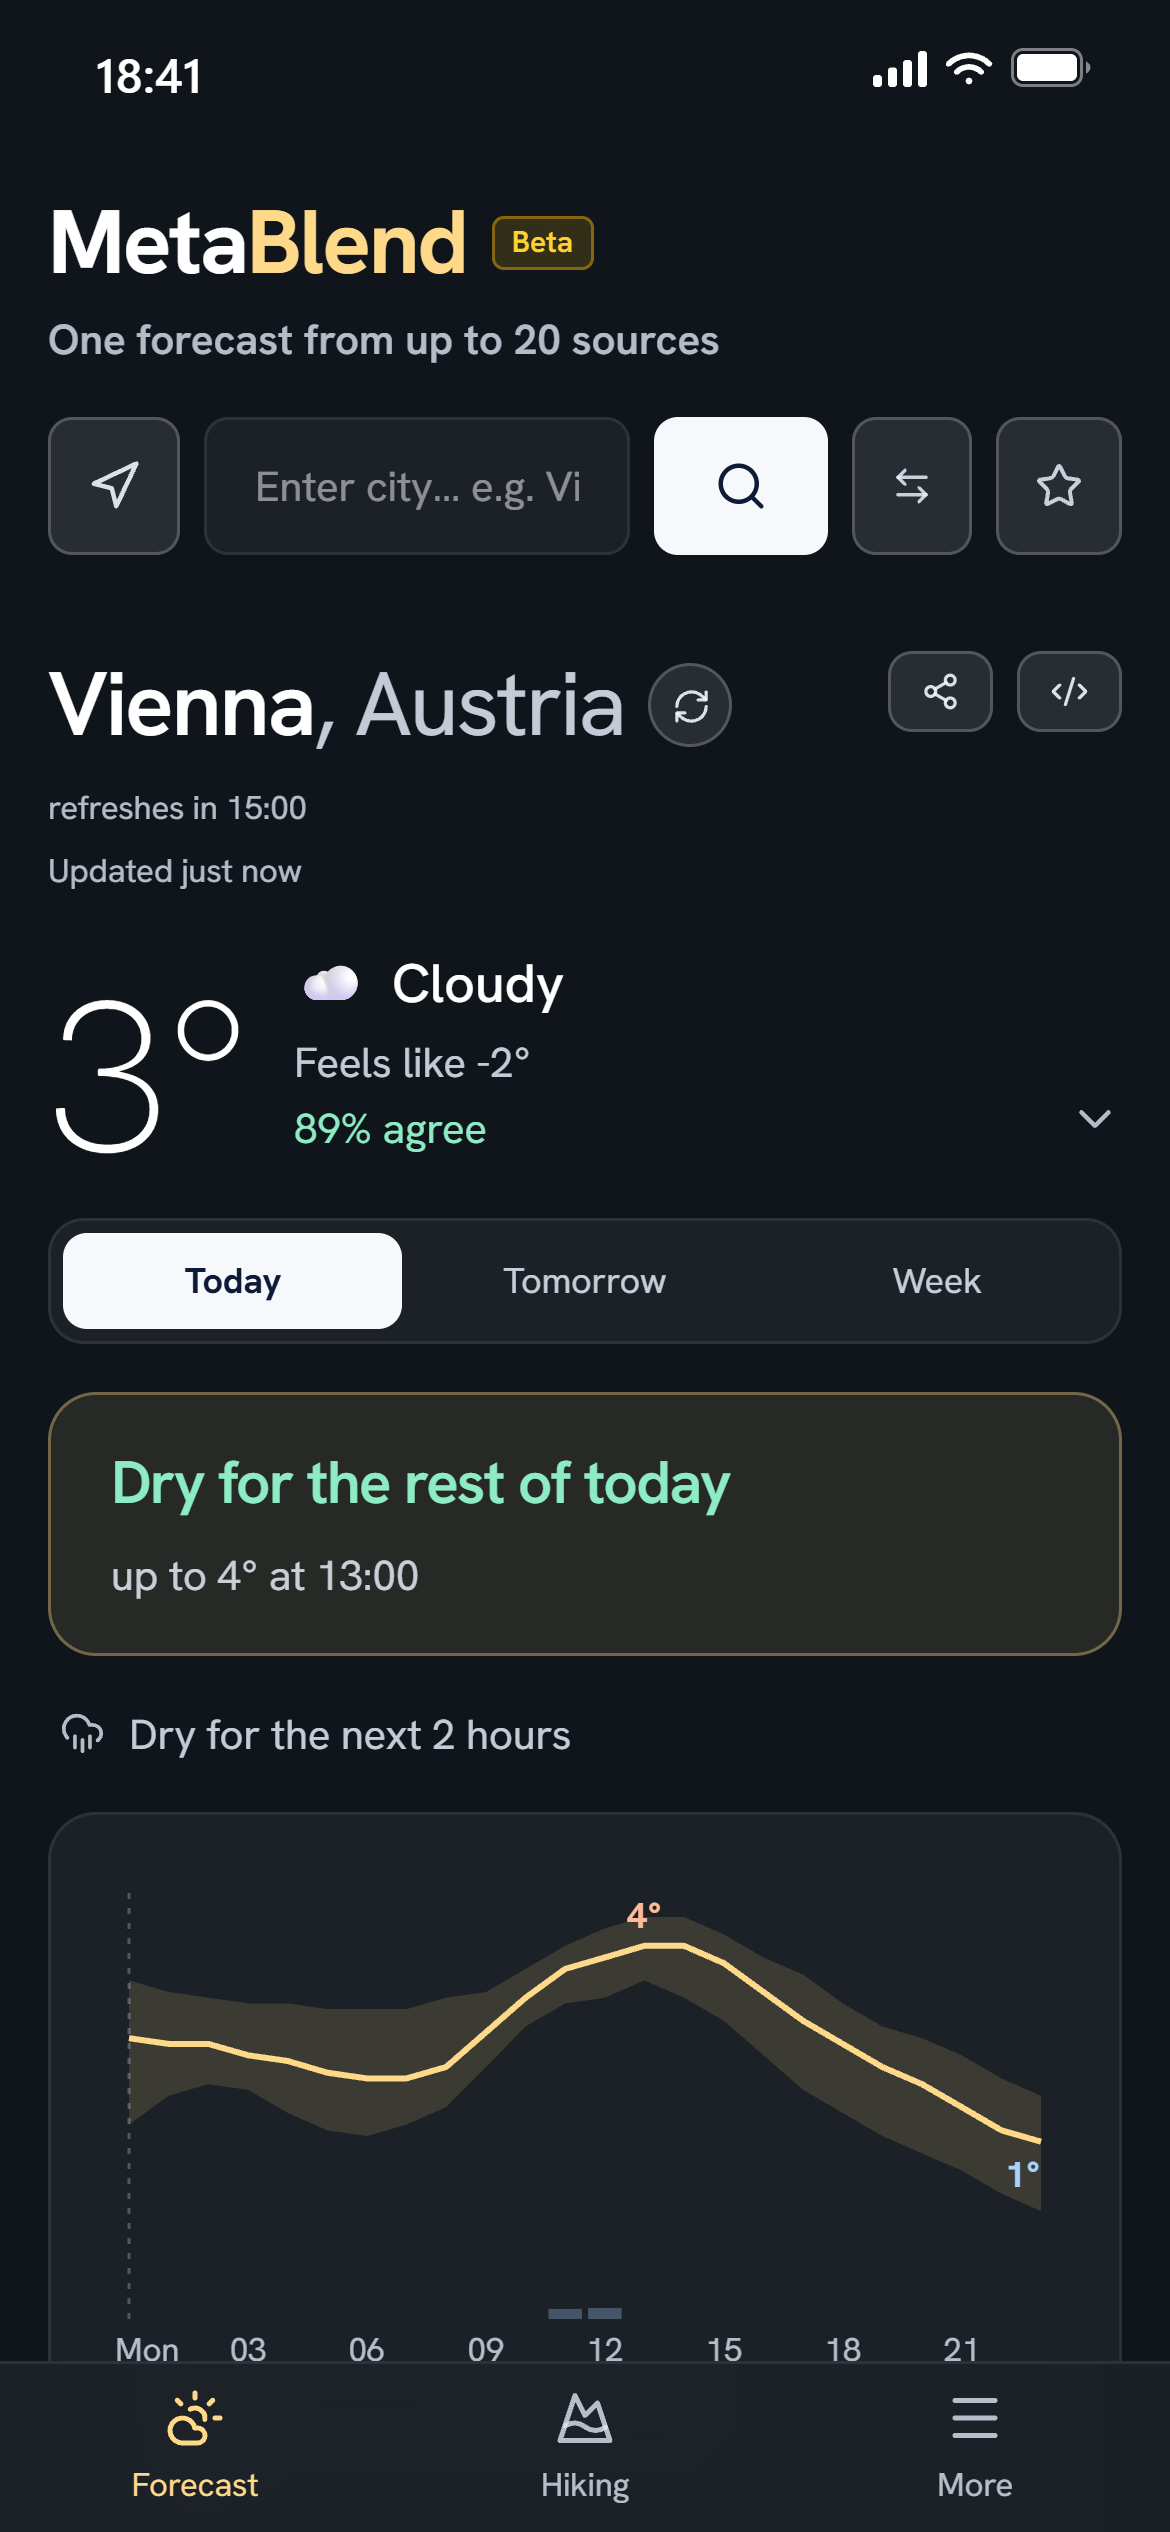 18:41
MetaBlend Beta
One forecast from up to 20 sources
Enter city... e.g. Vi
Vienna, Austria
refreshes in 15:00
Updated just now
3° Cloudy
Feels like -2°
89% agree
Today Tomorrow Week
Dry for the rest of today
up to 4° at 13:00
Dry for the next 2 hours
4°
1°
Mon 03 06 09 12 15 18 21
Forecast Hiking More